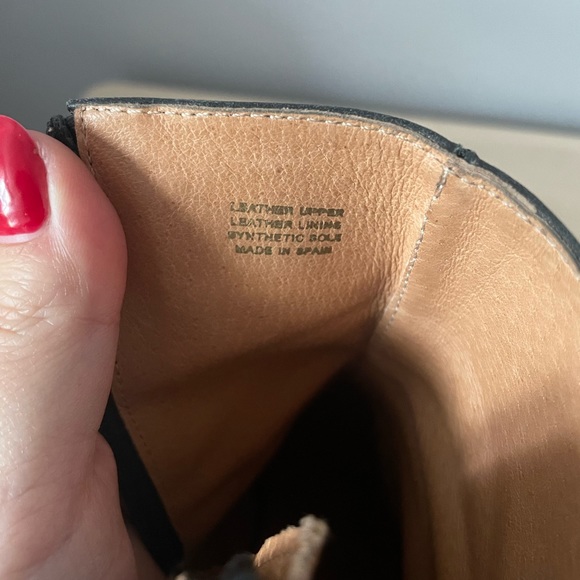 LEATHER UPPER
LEATHER LINING
SYNTHETIC SOLE
MADE IN SPAIN